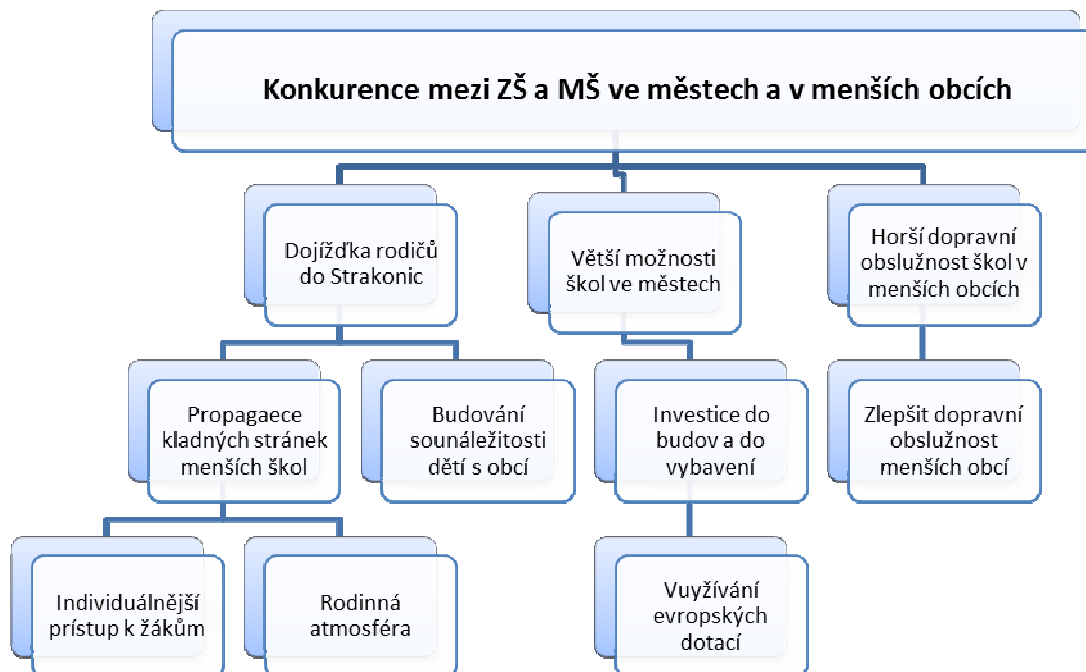 Konkurence mezi ZŠ a MŠ ve městech a v menších obcích
Dojížďka rodičů
do Strakonic
Větší možnosti
škol ve městech
Horší dopravní
obslužnost škol v
menších obcích
Propagaece
kladných stránek
menších škol
Budování
sounáležitosti
dětí s obcí
Investice do
budov a do
vybavení
Zlepšit dopravní
obslužnost
menších obcí
Individuálnější
prístup k žákům
Rodinná
atmosféra
Vuyžívání
evropských
dotací